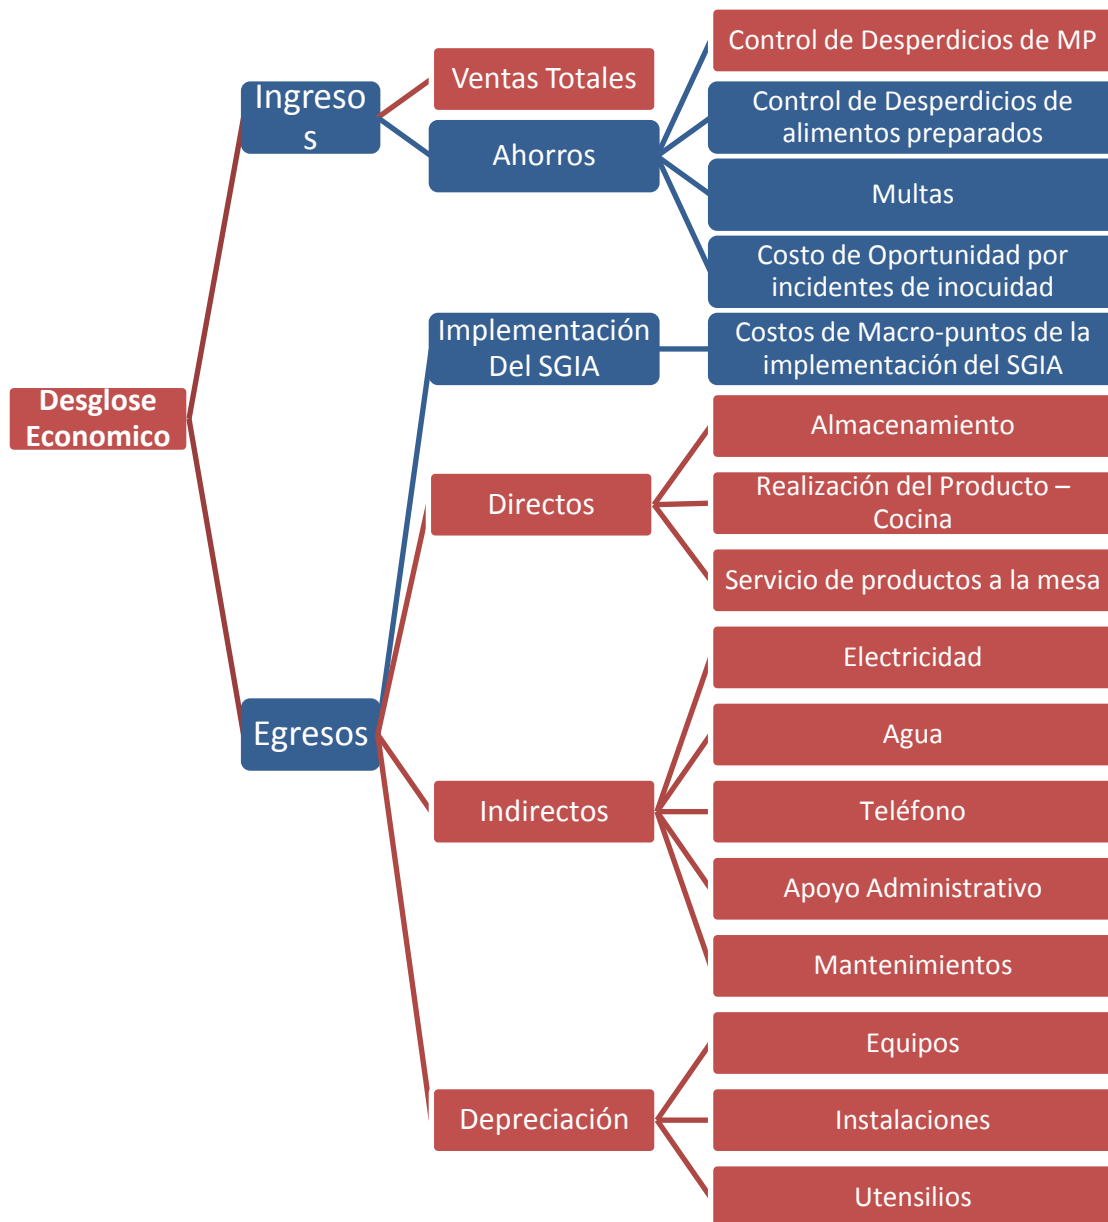 Desglose
Economico
Ingreso
s
Ventas Totales
Ahorros
Control de Desperdicios de MP
Control de Desperdicios de
alimentos preparados
Multas
Costo de Oportunidad por
incidentes de inocuidad
Egresos
Implementación
Del SGIA
Costos de Macro-puntos de la
implementación del SGIA
Directos
Almacenamiento
Realización del Producto –
Cocina
Servicio de productos a la mesa
Indirectos
Electricidad
Agua
Teléfono
Apoyo Administrativo
Mantenimientos
Depreciación
Equipos
Instalaciones
Utensilios